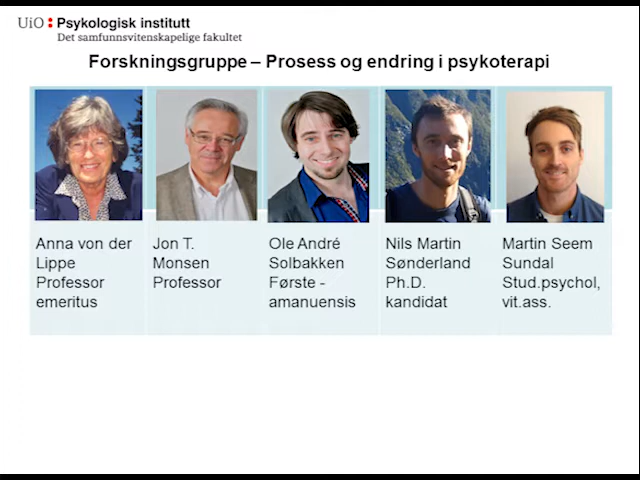 UiO Psykologisk institutt
Det samfunnsvitenskapelige fakultet
Forskningsgruppe – Prosess og endring i psykoterapi
Anna von der
Lippe
Professor
emeritus
Jon T.
Monsen
Professor
Ole André
Solbakken
Første -
amanuensis
Nils Martin
Sønderland
Ph.D.
kandidat
Martin Seem
Sundal
Stud.psychol,
vit.ass.